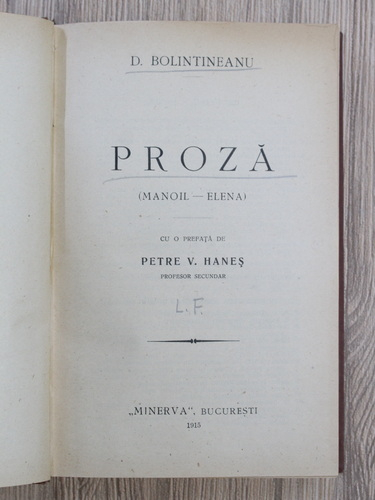 D. BOLINTINEANU
PROZĂ
(MANOIL — ELENA)
CU O PREFAȚĂ DE
PETRE V. HANEȘ
PROFESOR SECUNDAR
L.F.
„MINERVA”, BUCUREȘTI
1915